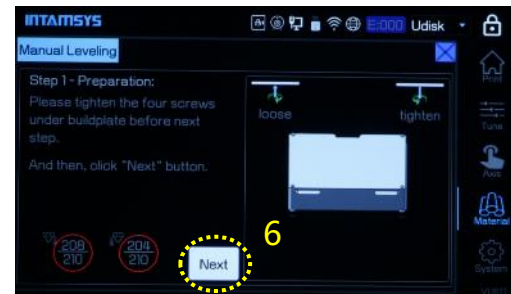 INTAMSYS
E:000 Udisk
Manual Leveling
Step 1 - Preparation:
Please tighten the four screws
under buildplate before next
step.
And then, click "Next" button.
loose
tighten
6
208
210
204
210
Next
Print
Tune
Axis
Material
System